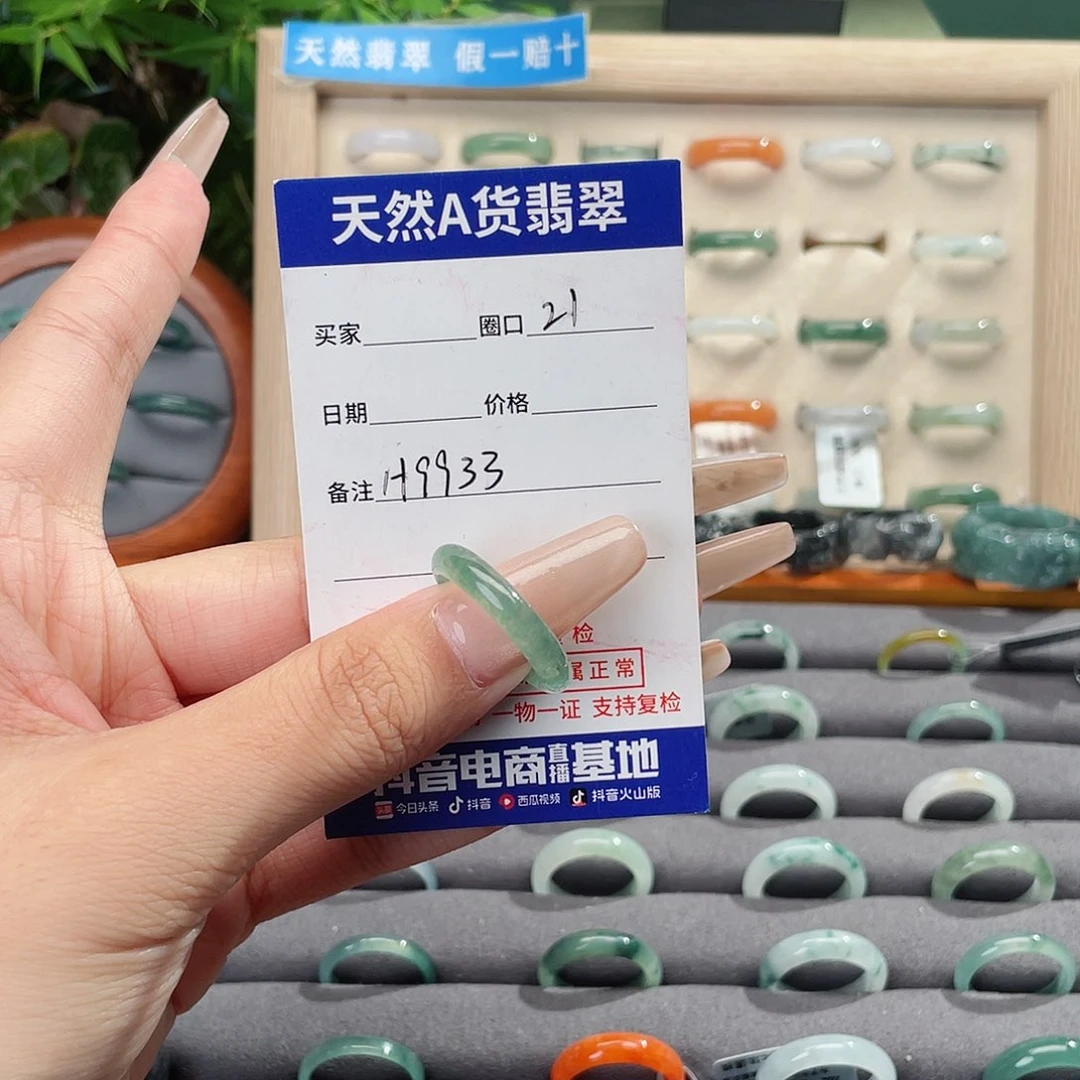 天然翡翠 假一赔十
天然A货翡翠
买家 圈口 21
日期 价格
备注 H9933
检
属正常
一物一证 支持复检
抖音电商直播基地
头条 今日头条 抖音 西瓜视频 抖音火山版